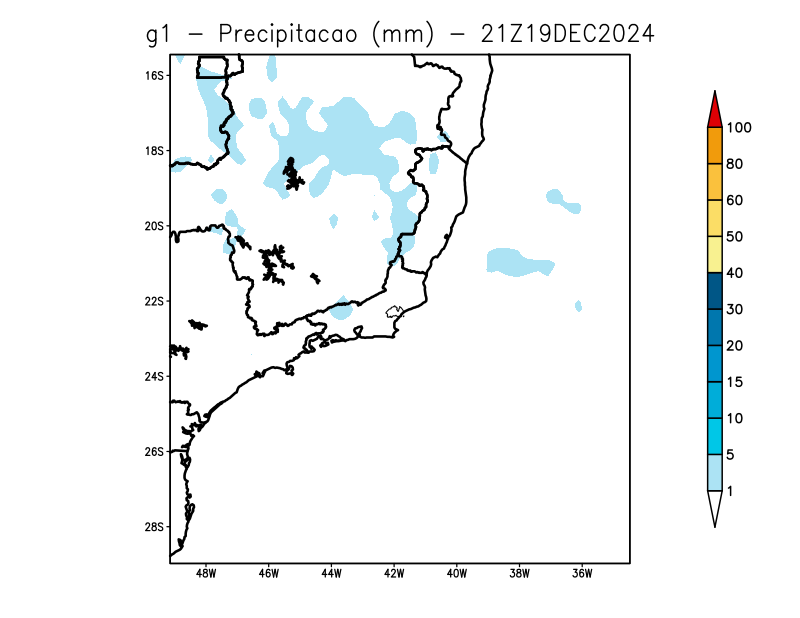 g1 – Precipitacao (mm) – 21Z19DEC2024
16S
18S
20S
22S
24S
26S
28S
48W 46W 44W 42W 40W 38W 36W
100
80
60
50
40
30
20
15
10
5
1